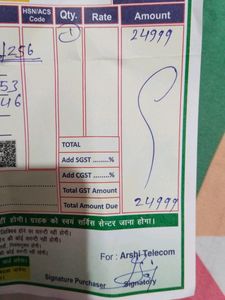 HSN/ACS Code Qty. Rate Amount
/256 1 24999
53
46
TOTAL
Add SGST ........%
Add CGST ........%
Total GST Amount
Total Amount Due 24999
नहीं होगी। ग्राहक को स्वयं सर्विस सेन्टर जाना होगा।
For : Arshi Telecom
Signature Purchaser Signatory